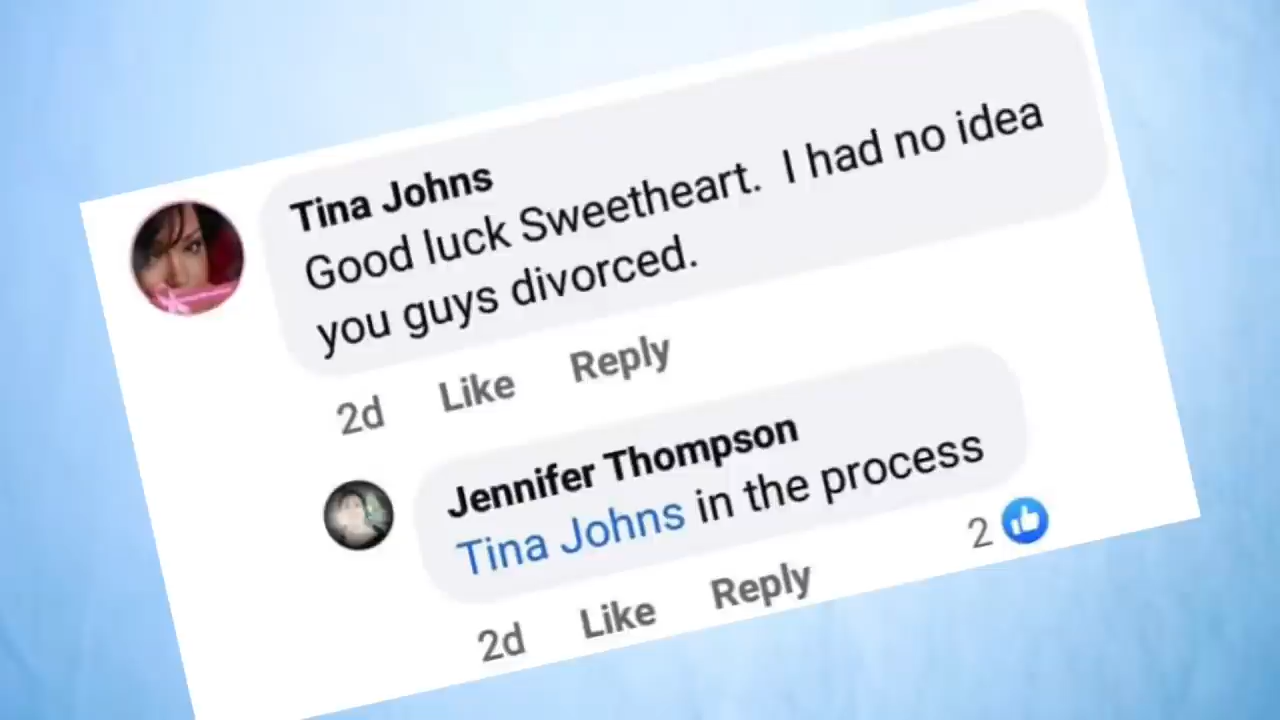 Tina Johns
Good luck Sweetheart. I had no idea
you guys divorced.
2d Like Reply
Jennifer Thompson
Tina Johns in the process
2d Like Reply 2